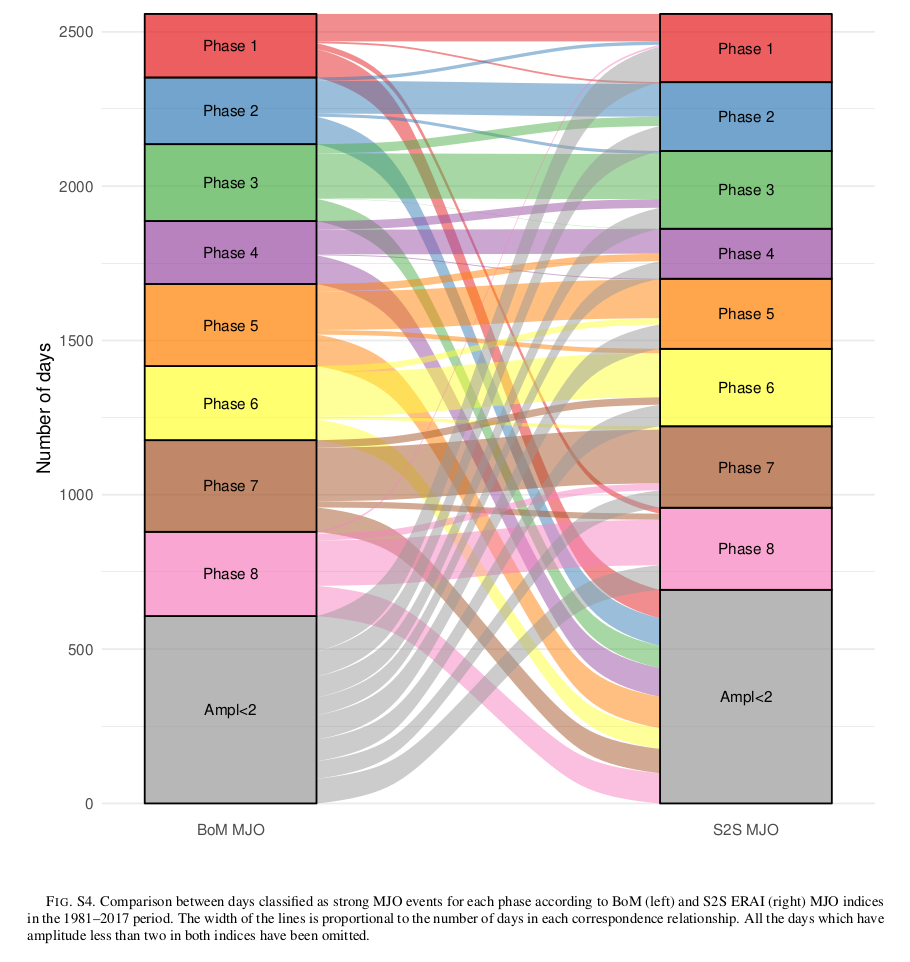 2500
2000
1500
1000
500
0
Number of days
Phase 1
Phase 2
Phase 3
Phase 4
Phase 5
Phase 6
Phase 7
Phase 8
Ampl<2
Phase 1
Phase 2
Phase 3
Phase 4
Phase 5
Phase 6
Phase 7
Phase 8
Ampl<2
BoM MJO
S2S MJO
FIG. S4. Comparison between days classified as strong MJO events for each phase according to BoM (left) and S2S ERAI (right) MJO indices
in the 1981–2017 period. The width of the lines is proportional to the number of days in each correspondence relationship. All the days which have
amplitude less than two in both indices have been omitted.